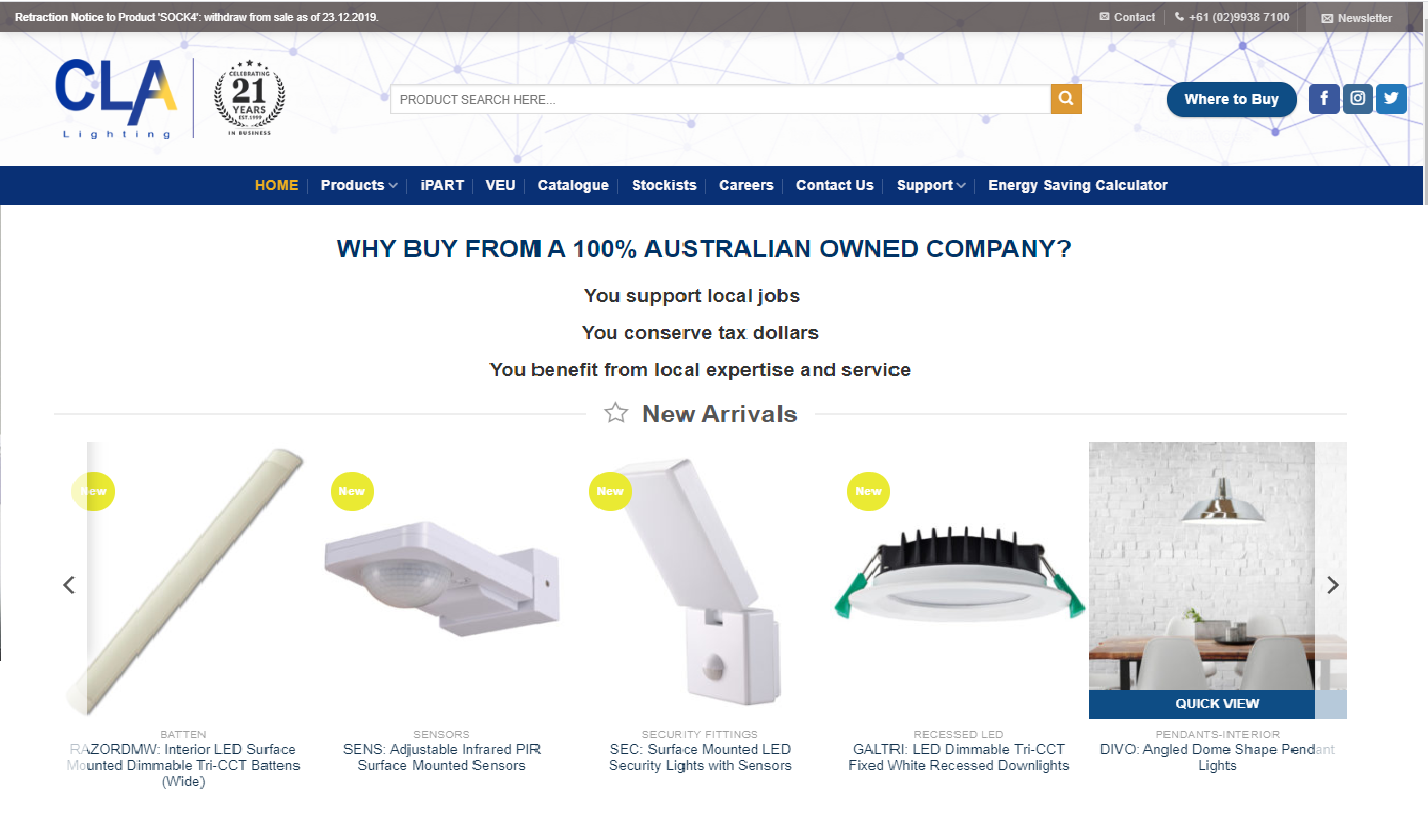 Retraction Notice to Product 'SOCK4': withdraw from sale as of 23.12.2019.
Contact
+61 (02)9938 7100
Newsletter
CLA
Lighting
CELEBRATING
21
YEARS
EST.1999
IN BUSINESS
PRODUCT SEARCH HERE...
Where to Buy
HOME
Products
iPART
VEU
Catalogue
Stockists
Careers
Contact Us
Support
Energy Saving Calculator
WHY BUY FROM A 100% AUSTRALIAN OWNED COMPANY?
You support local jobs
You conserve tax dollars
You benefit from local expertise and service
New Arrivals
New
New
New
New
QUICK VIEW
BATTEN
RAZORDMW: Interior LED Surface
Mounted Dimmable Tri-CCT Battens
(Wide)
SENSORS
SENS: Adjustable Infrared PIR
Surface Mounted Sensors
SECURITY FITTINGS
SEC: Surface Mounted LED
Security Lights with Sensors
RECESSED LED
GALTRI: LED Dimmable Tri-CCT
Fixed White Recessed Downlights
PENDANTS-INTERIOR
DIVO: Angled Dome Shape Pendant
Lights